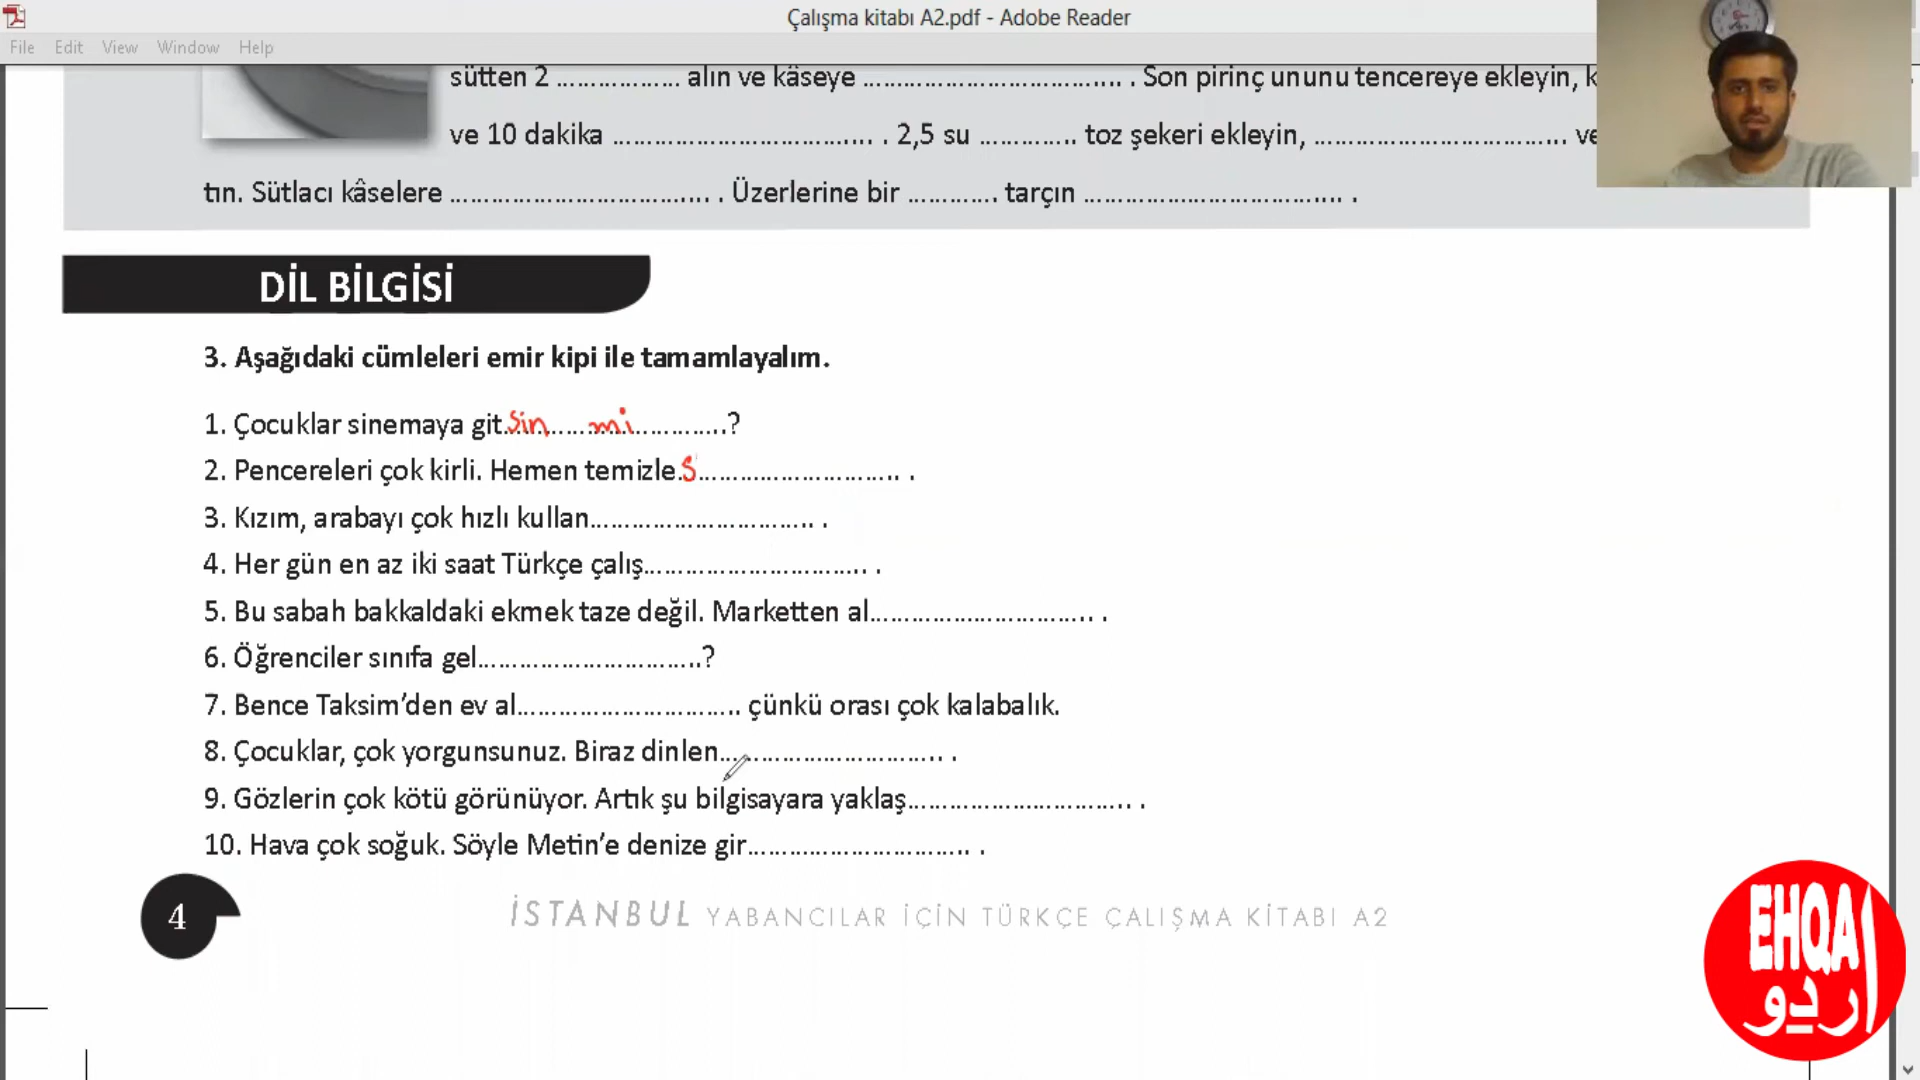 Çalışma kitabı A2.pdf - Adobe Reader
File Edit View Window Help
sütten 2 ................. alın ve kâseye ................................ . Son pirinç ununu tencereye ekleyin, k
ve 10 dakika ................................ . 2,5 su ............. toz şekeri ekleyin, ............................... ve
tın. Sütlacı kâselere ................................ . Üzerlerine bir ............ tarçın ................................ .
DİL BİLGİSİ
3. Aşağıdaki cümleleri emir kipi ile tamamlayalım.
1. Çocuklar sinemaya git.sin......mi............?
2. Pencereleri çok kirli. Hemen temizle.s........................... .
3. Kızım, arabayı çok hızlı kullan............................ .
4. Her gün en az iki saat Türkçe çalış............................ .
5. Bu sabah bakkaldaki ekmek taze değil. Marketten al............................ .
6. Öğrenciler sınıfa gel............................?
7. Bence Taksim’den ev al............................ çünkü orası çok kalabalık.
8. Çocuklar, çok yorgunsunuz. Biraz dinlen............................ .
9. Gözlerin çok kötü görünüyor. Artık şu bilgisayara yaklaş............................ .
10. Hava çok soğuk. Söyle Metin’e denize gir............................ .
4
İSTANBUL YABANCILAR İÇİN TÜRKÇE ÇALIŞMA KİTABI A2
EHQA
اردو